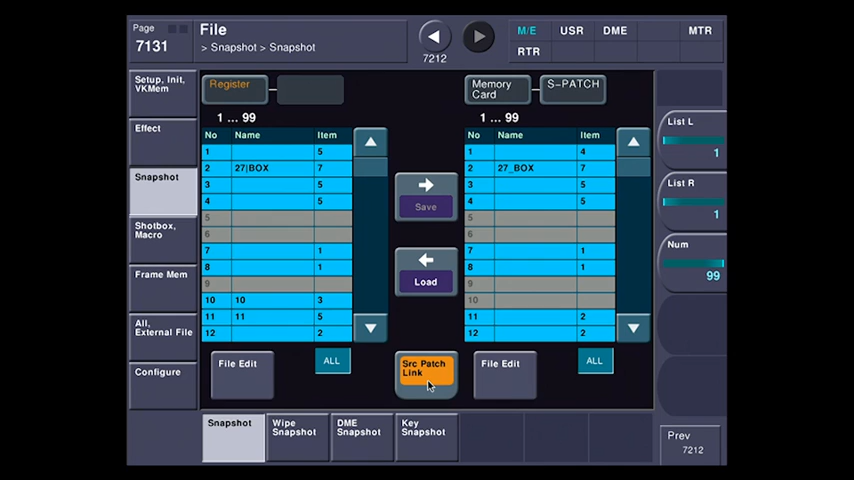 Page
7131
File
> Snapshot > Snapshot
7212
M/E USR DME MTR
RTR
Setup, Init,
VKMem
Effect
Snapshot
Shotbox,
Macro
Frame Mem
All,
External File
Configure
Register
1 ... 99
No Name Item
1 5
2 27|BOX 7
3 5
4 5
5
6
7 1
8 1
9
10 10 3
11 11 5
12 2
File Edit
ALL
Save
Load
Src Patch
Link
Memory
Card
S-PATCH
1 ... 99
No Name Item
1 4
2 27_BOX 7
3 5
4 5
5
6
7 1
8 1
9
10
11 2
12 2
File Edit
ALL
List L
1
List R
1
Num
99
Snapshot
Wipe
Snapshot
DME
Snapshot
Key
Snapshot
Prev
7212